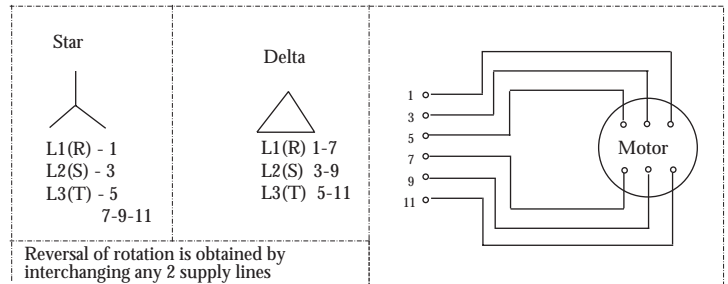 Star
L1(R) - 1
L2(S) - 3
L3(T) - 5
7-9-11
Delta
L1(R) 1-7
L2(S) 3-9
L3(T) 5-11
Reversal of rotation is obtained by
interchanging any 2 supply lines
1
3
5
7
9
11
Motor